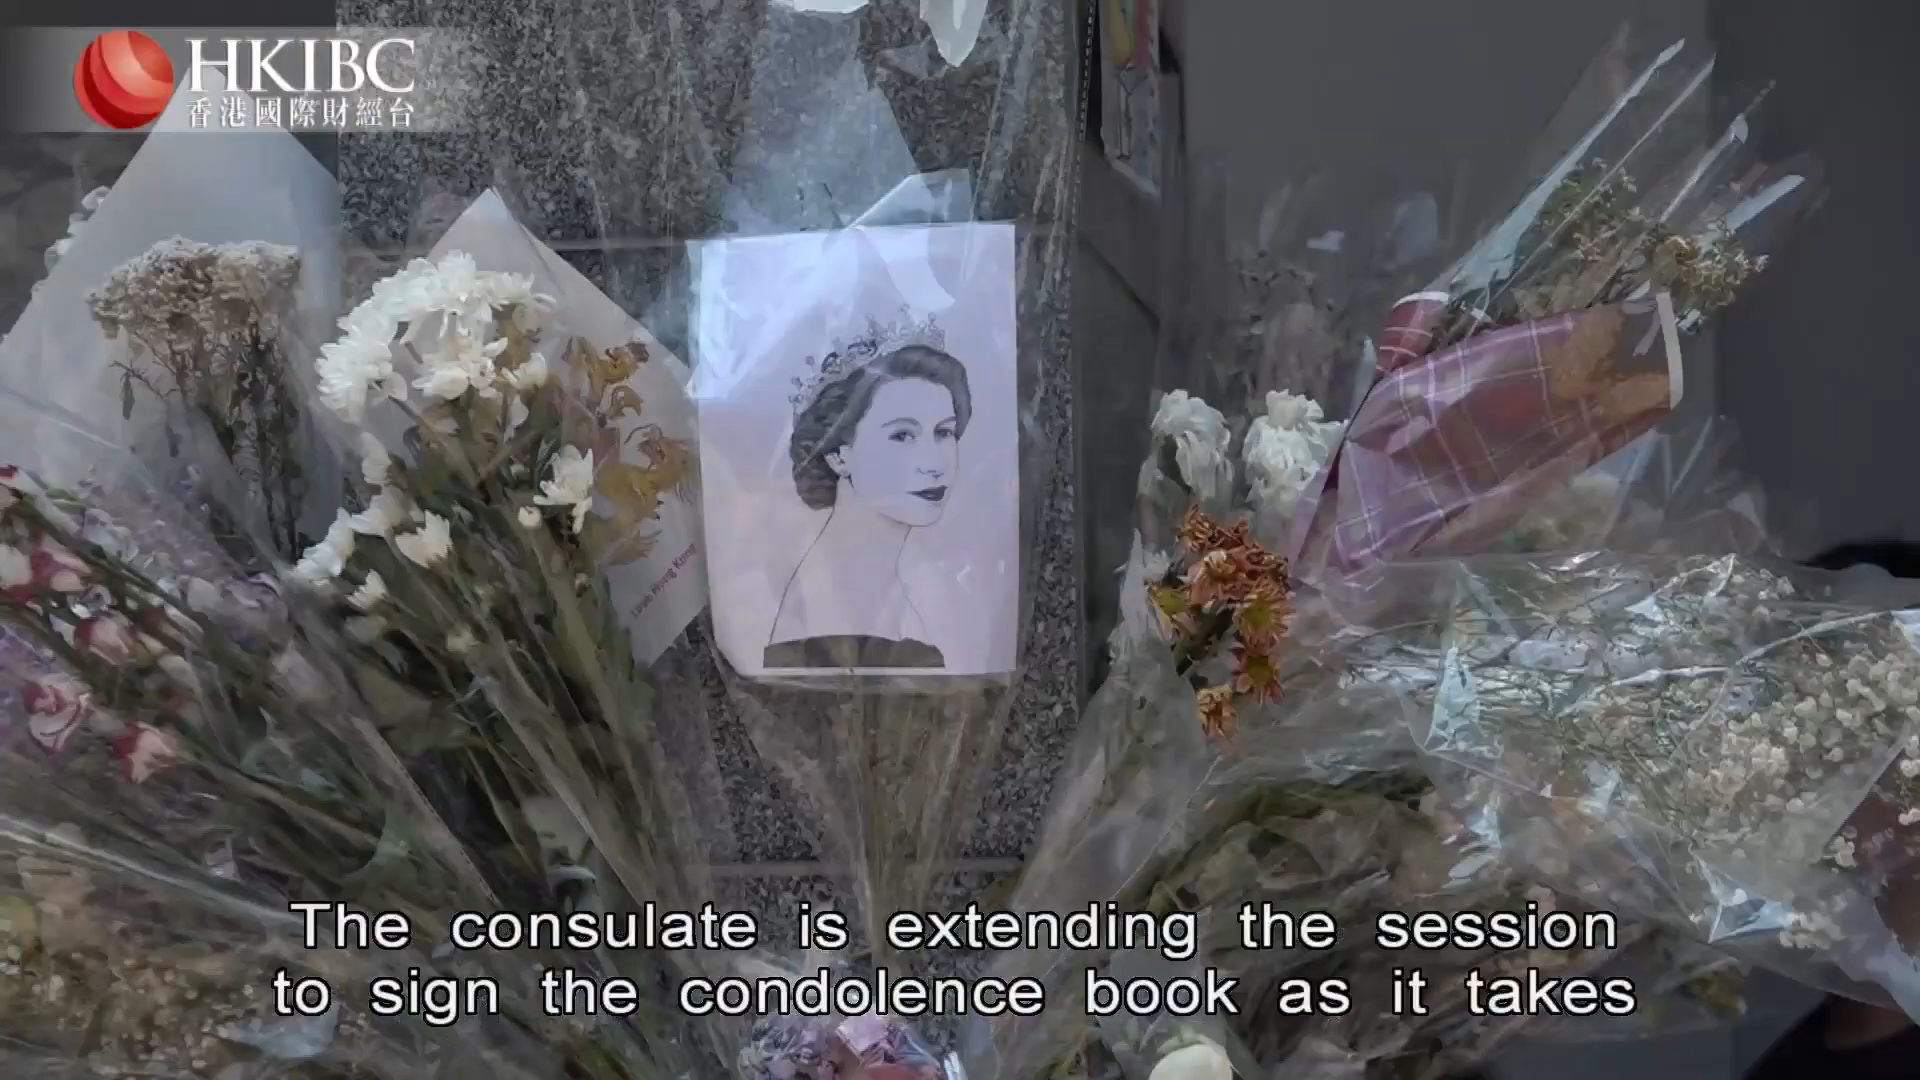 HKIBC
香港國際財經台
The consulate is extending the session
to sign the condolence book as it takes